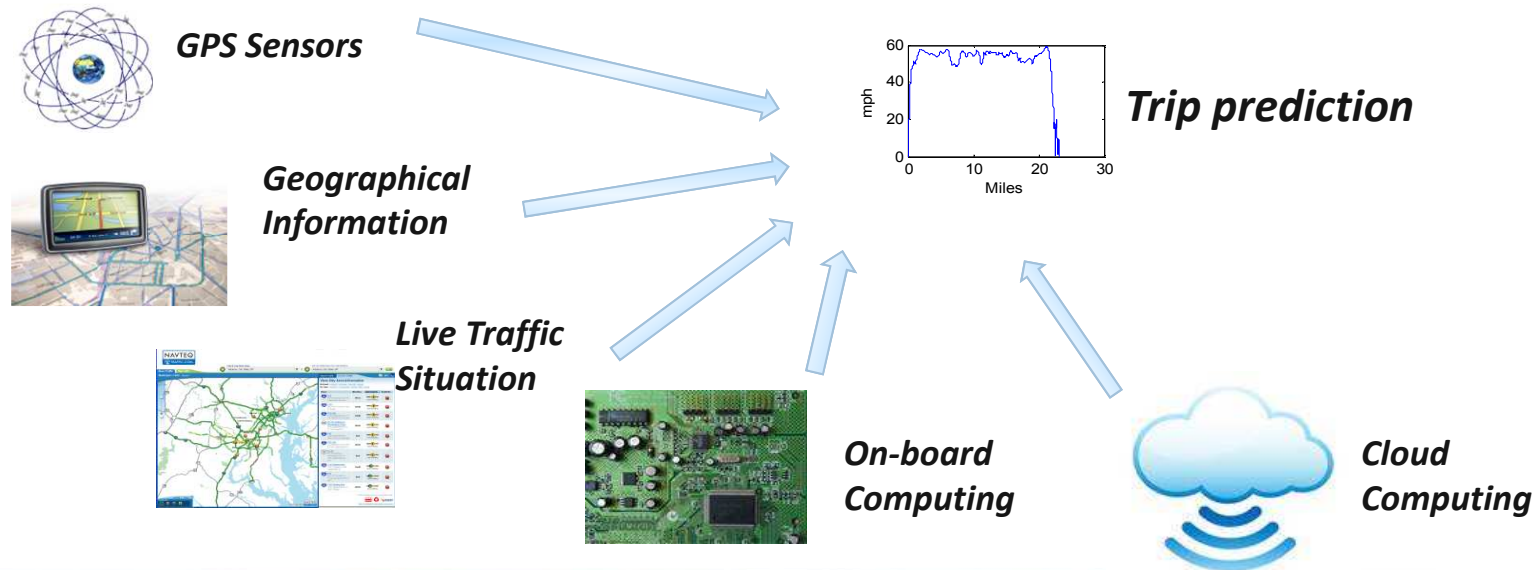 GPS Sensors
60
40
20
0
mph
0 10 20 30
Miles
Trip prediction
Geographical
Information
Live Traffic
Situation
NAVTEQ
On-board
Computing
Cloud
Computing